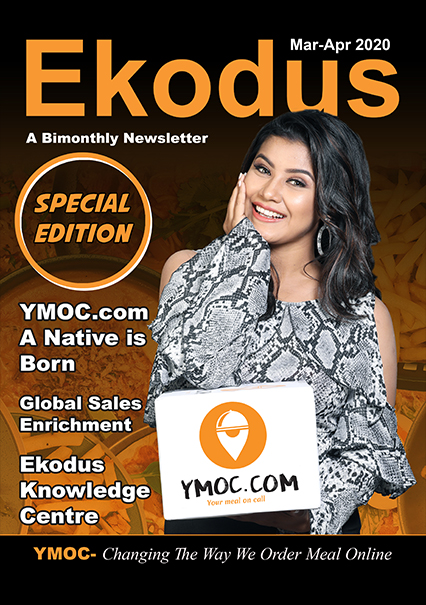 Mar-Apr 2020
Ekodus
A Bimonthly Newsletter
SPECIAL
EDITION
YMOC.com
A Native is
Born
Global Sales
Enrichment
Ekodus
Knowledge
Centre
YMOC.COM
Your meal on call
YMOC- Changing The Way We Order Meal Online